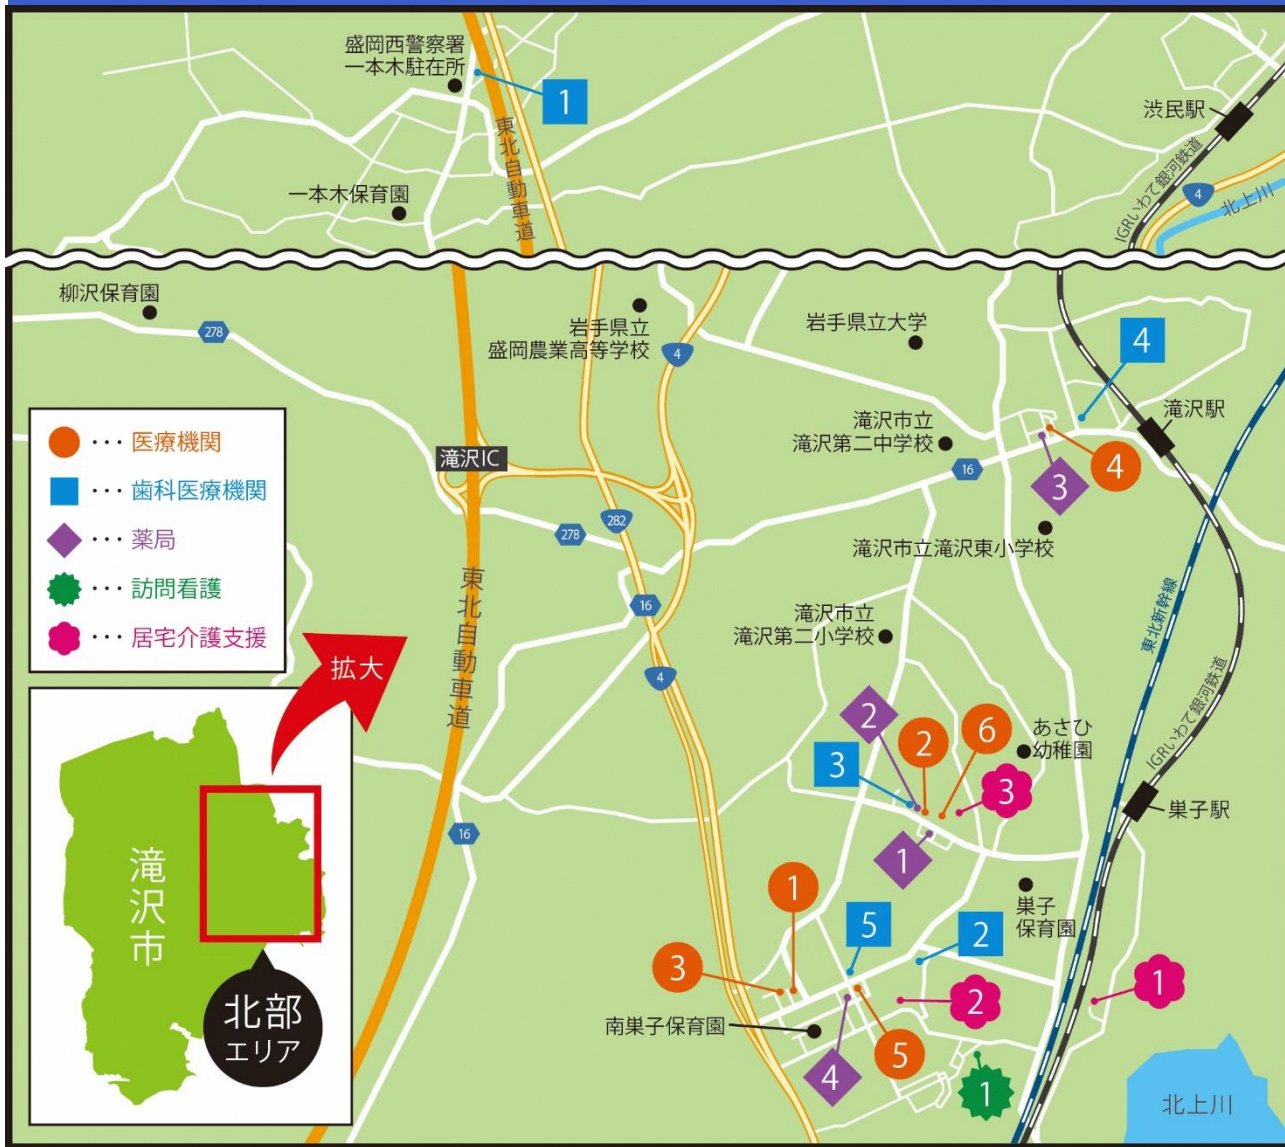 盛岡西警察署
一本木駐在所
1
東北自動車道
一本木保育園
渋民駅
IGRいわて銀河鉄道
4
北上川
柳沢保育園
278
岩手県立
盛岡農業高等学校
4
岩手県立大学
4
滝沢駅
滝沢市立
滝沢第二中学校
16
3
4
滝沢市立滝沢東小学校
滝沢IC
282
278
16
東北自動車道
4
16
滝沢市立
滝沢第二小学校
東北新幹線
IGRいわて銀河鉄道
2
3
2
6
あさひ
幼稚園
3
1
巣子駅
巣子
保育園
1
3
5
2
2
1
南巣子保育園
4
5
1
北上川
・・・ 医療機関
・・・ 歯科医療機関
・・・ 薬局
・・・ 訪問看護
・・・ 居宅介護支援
拡大
滝沢市
北部
エリア